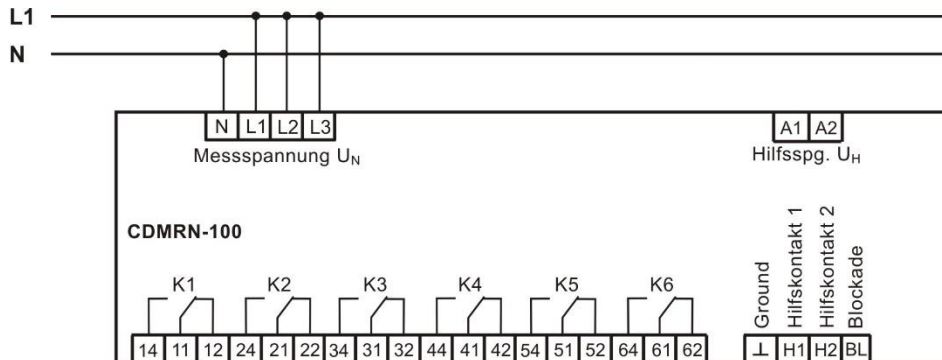 L1
N
N L1 L2 L3
A1 A2
Messspannung UN
Hilfsspg. UH
CDMRN-100
Ground
Hilfskontakt 1
Hilfskontakt 2
Blockade
K1 K2 K3 K4 K5 K6
14 11 12 24 21 22 34 31 32 44 41 42 54 51 52 64 61 62
⊥ H1 H2 BL